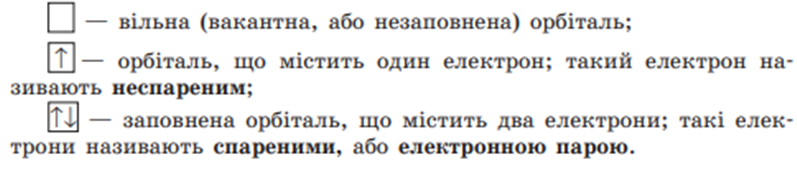 — вільна (вакантна, або незаповнена) орбіталь;
↑ — орбіталь, що містить один електрон; такий електрон на-
зивають неспареним;
↑↓ — заповнена орбіталь, що містить два електрони; такі елек-
трони називають спареними, або електронною парою.